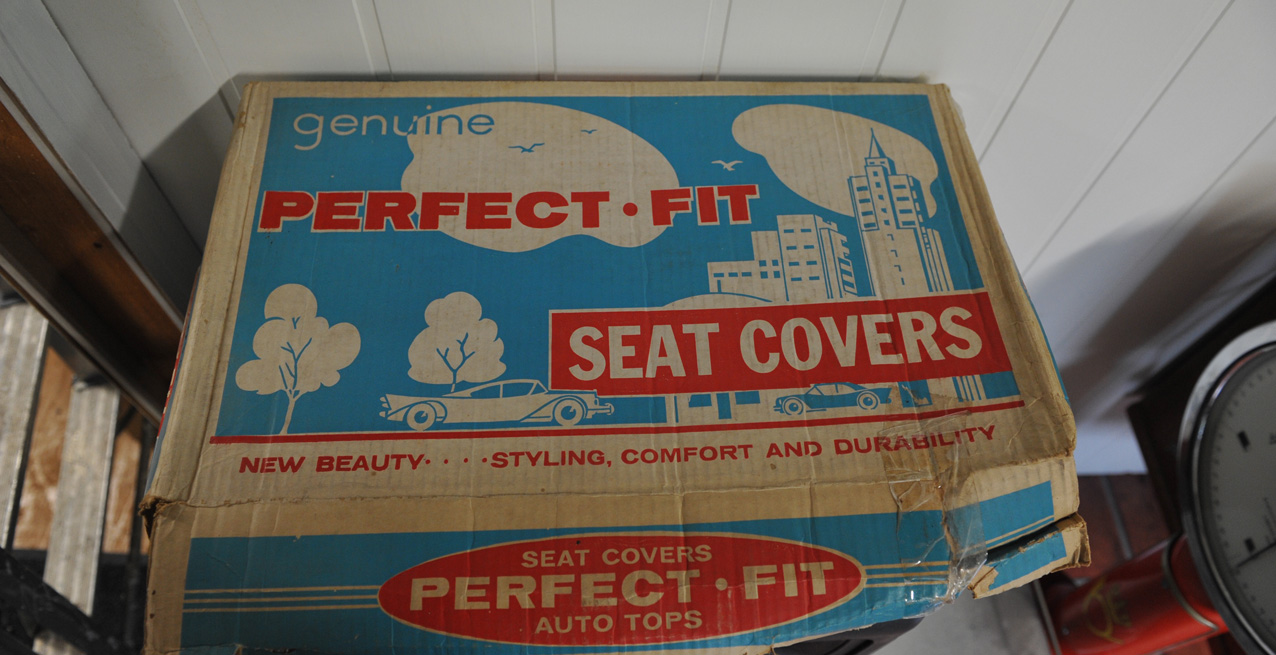 genuine
PERFECT • FIT
SEAT COVERS
NEW BEAUTY · · · · STYLING, COMFORT AND DURABILITY
SEAT COVERS
PERFECT • FIT
AUTO TOPS